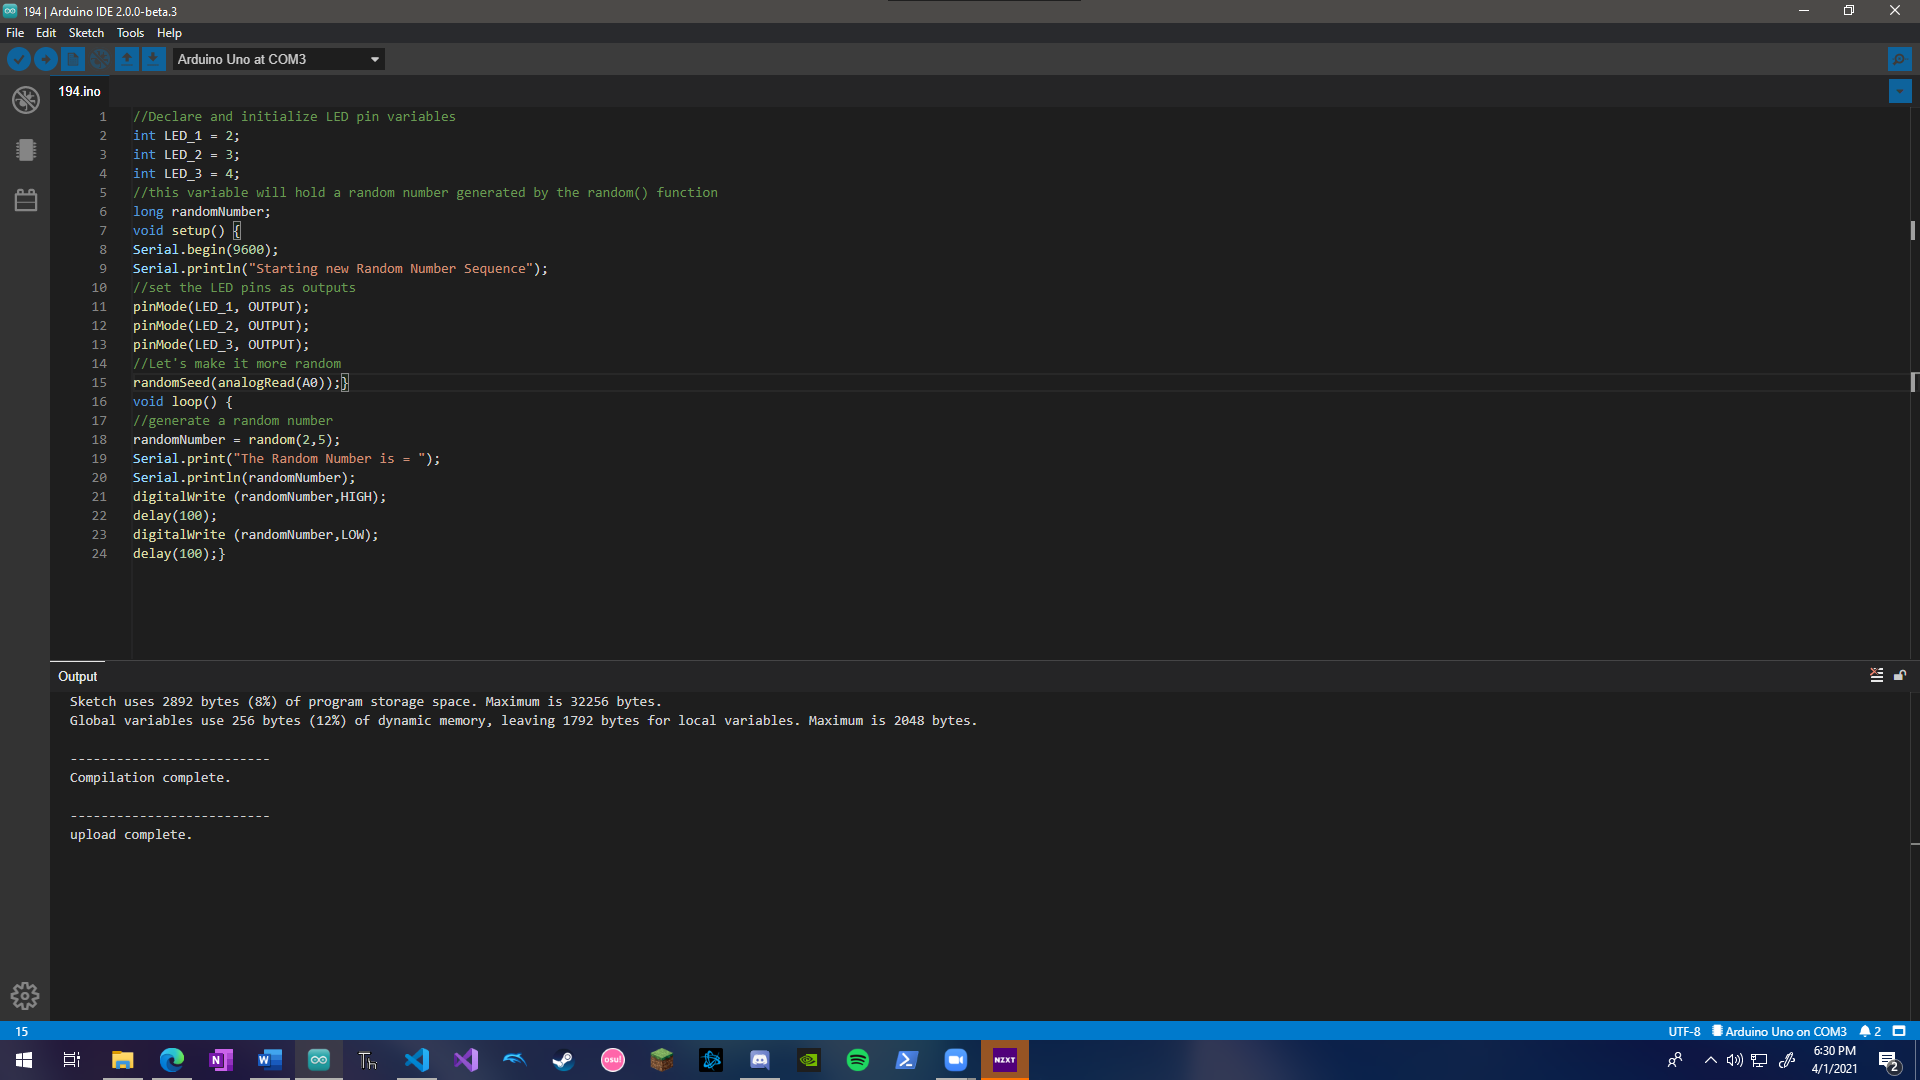 194 | Arduino IDE 2.0.0-beta.3
File Edit Sketch Tools Help
Arduino Uno at COM3
194.ino
1 //Declare and initialize LED pin variables
2 int LED_1 = 2;
3 int LED_2 = 3;
4 int LED_3 = 4;
5 //this variable will hold a random number generated by the random() function
6 long randomNumber;
7 void setup() {
8 Serial.begin(9600);
9 Serial.println("Starting new Random Number Sequence");
10 //set the LED pins as outputs
11 pinMode(LED_1, OUTPUT);
12 pinMode(LED_2, OUTPUT);
13 pinMode(LED_3, OUTPUT);
14 //Let's make it more random
15 randomSeed(analogRead(A0));}
16 void loop() {
17 //generate a random number
18 randomNumber = random(2,5);
19 Serial.print("The Random Number is = ");
20 Serial.println(randomNumber);
21 digitalWrite (randomNumber,HIGH);
22 delay(100);
23 digitalWrite (randomNumber,LOW);
24 delay(100);}
Output
Sketch uses 2892 bytes (8%) of program storage space. Maximum is 32256 bytes.
Global variables use 256 bytes (12%) of dynamic memory, leaving 1792 bytes for local variables. Maximum is 2048 bytes.
--------------------------
Compilation complete.
--------------------------
upload complete.
15 UTF-8 Arduino Uno on COM3 2
N W Th osu! NZXT
6:30 PM
4/1/2021
2